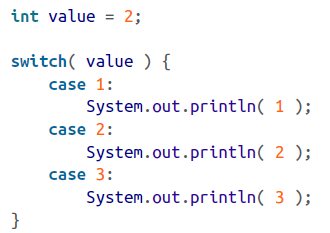 int value = 2;

switch( value ) {
    case 1:
        System.out.println( 1 );
    case 2:
        System.out.println( 2 );
    case 3:
        System.out.println( 3 );
}